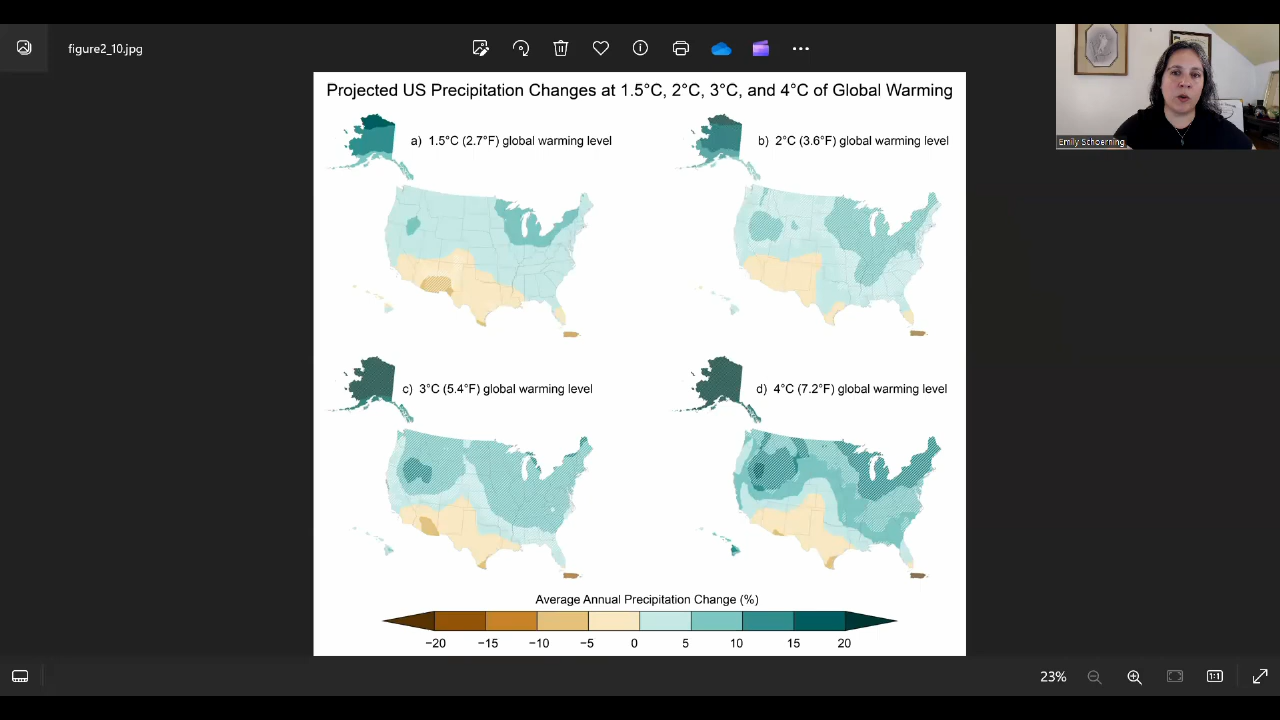 figure2_10.jpg
Emily Schoerning
Projected US Precipitation Changes at 1.5°C, 2°C, 3°C, and 4°C of Global Warming
a) 1.5°C (2.7°F) global warming level
b) 2°C (3.6°F) global warming level
c) 3°C (5.4°F) global warming level
d) 4°C (7.2°F) global warming level
Average Annual Precipitation Change (%)
−20 −15 −10 −5 0 5 10 15 20
23%
1:1